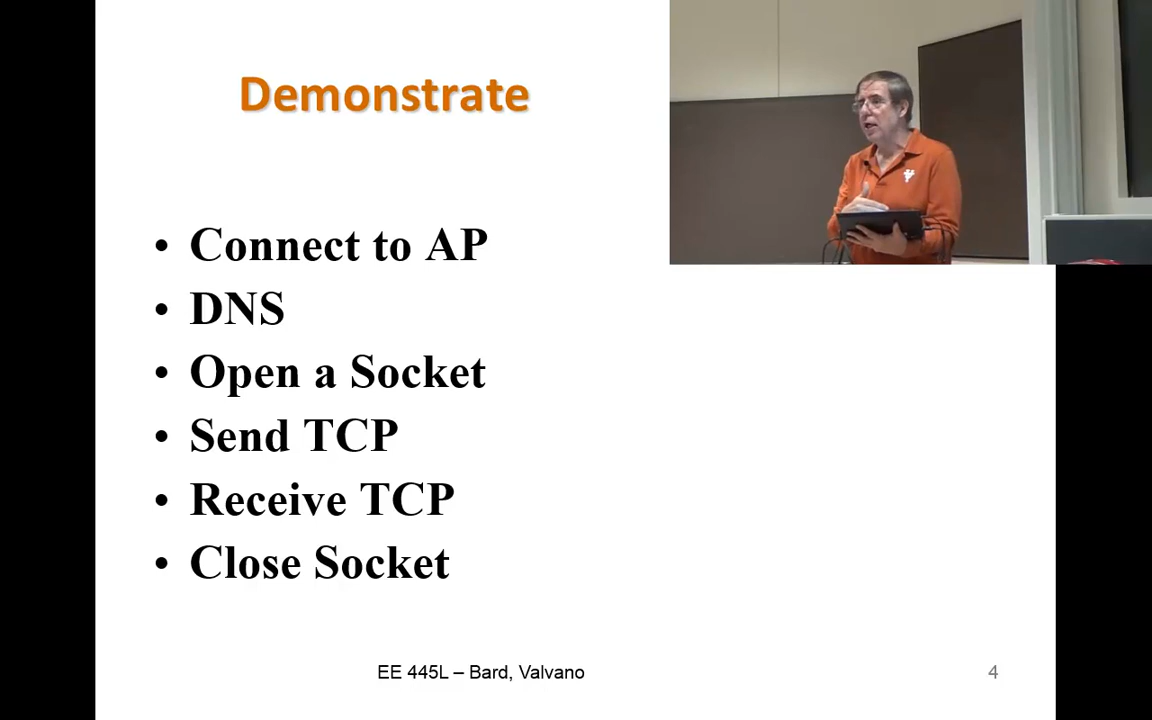 Demonstrate
• Connect to AP
• DNS
• Open a Socket
• Send TCP
• Receive TCP
• Close Socket
EE 445L – Bard, Valvano
4